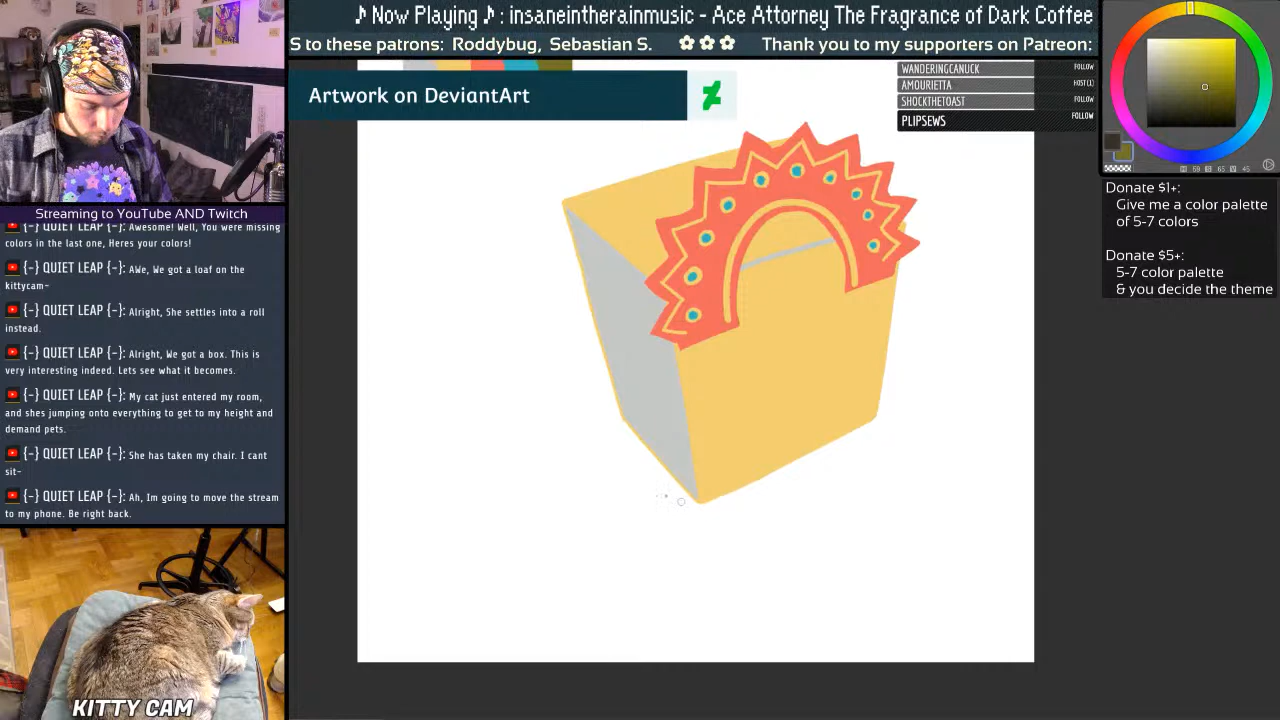 ♪ Now Playing ♪ : insaneintherainmusic - Ace Attorney The Fragrance of Dark Coffee
S to these patrons: Roddybug, Sebastian S. ✿ ✿ ✿ Thank you to my supporters on Patreon:
Artwork on DeviantArt
WANDERINGCANUCK FOLLOW
AMOURIETTA HOST(1)
SHOCKTHETOAST FOLLOW
PLIPSEWS FOLLOW
Donate $1+:
Give me a color palette
of 5-7 colors
Donate $5+:
5-7 color palette
& you decide the theme
Streaming to YouTube AND Twitch
{-} QUIET LEAP {-}: Awesome! Well, You were missing
colors in the last one, Heres your colors!
{-} QUIET LEAP {-}: AWe, We got a loaf on the
kittycam~
{-} QUIET LEAP {-}: Alright, She settles into a roll
instead.
{-} QUIET LEAP {-}: Alright, We got a box. This is
very interesting indeed. Lets see what it becomes.
{-} QUIET LEAP {-}: My cat just entered my room,
and shes jumping onto everything to get to my height and
demand pets.
{-} QUIET LEAP {-}: She has taken my chair. I cant
sit~
{-} QUIET LEAP {-}: Ah, Im going to move the stream
to my phone. Be right back.
KITTY CAM